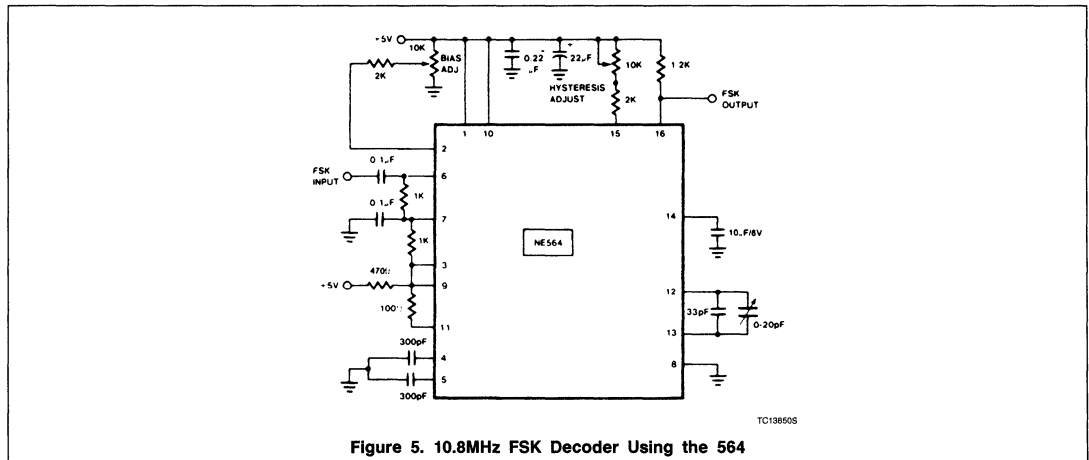 +5V
10K
BIAS
ADJ
2K
0.22
µF
22µF
10K
HYSTERESIS
ADJUST
2K
1.2K
FSK
OUTPUT
1
10
15
16
2
0.1µF
FSK
INPUT
6
1K
0.1µF
7
1K
3
470Ω
+5V
9
100Ω
11
300pF
4
5
300pF
NE564
14
10µF/6V
12
33pF
0-20pF
13
8
TC13650S
Figure 5. 10.8MHz FSK Decoder Using the 564